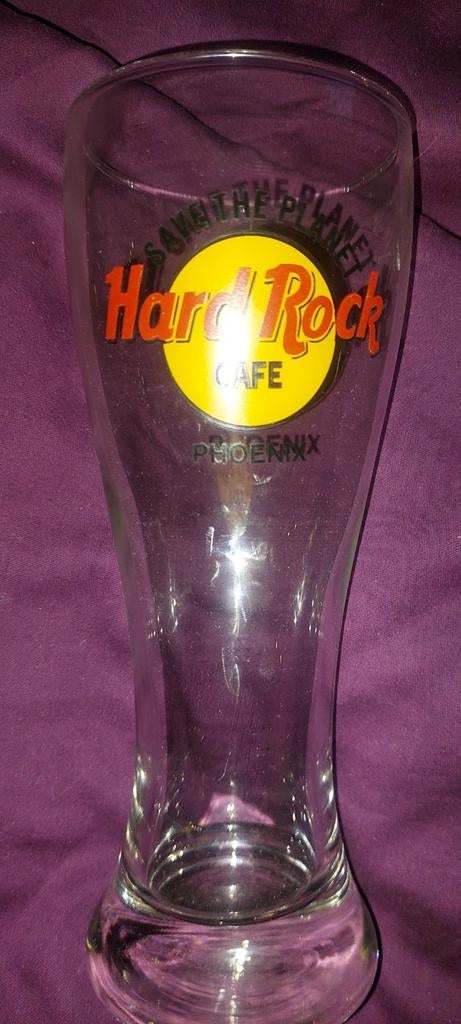 SAVE THE PLANET
Hard Rock
CAFE
PHOENIX